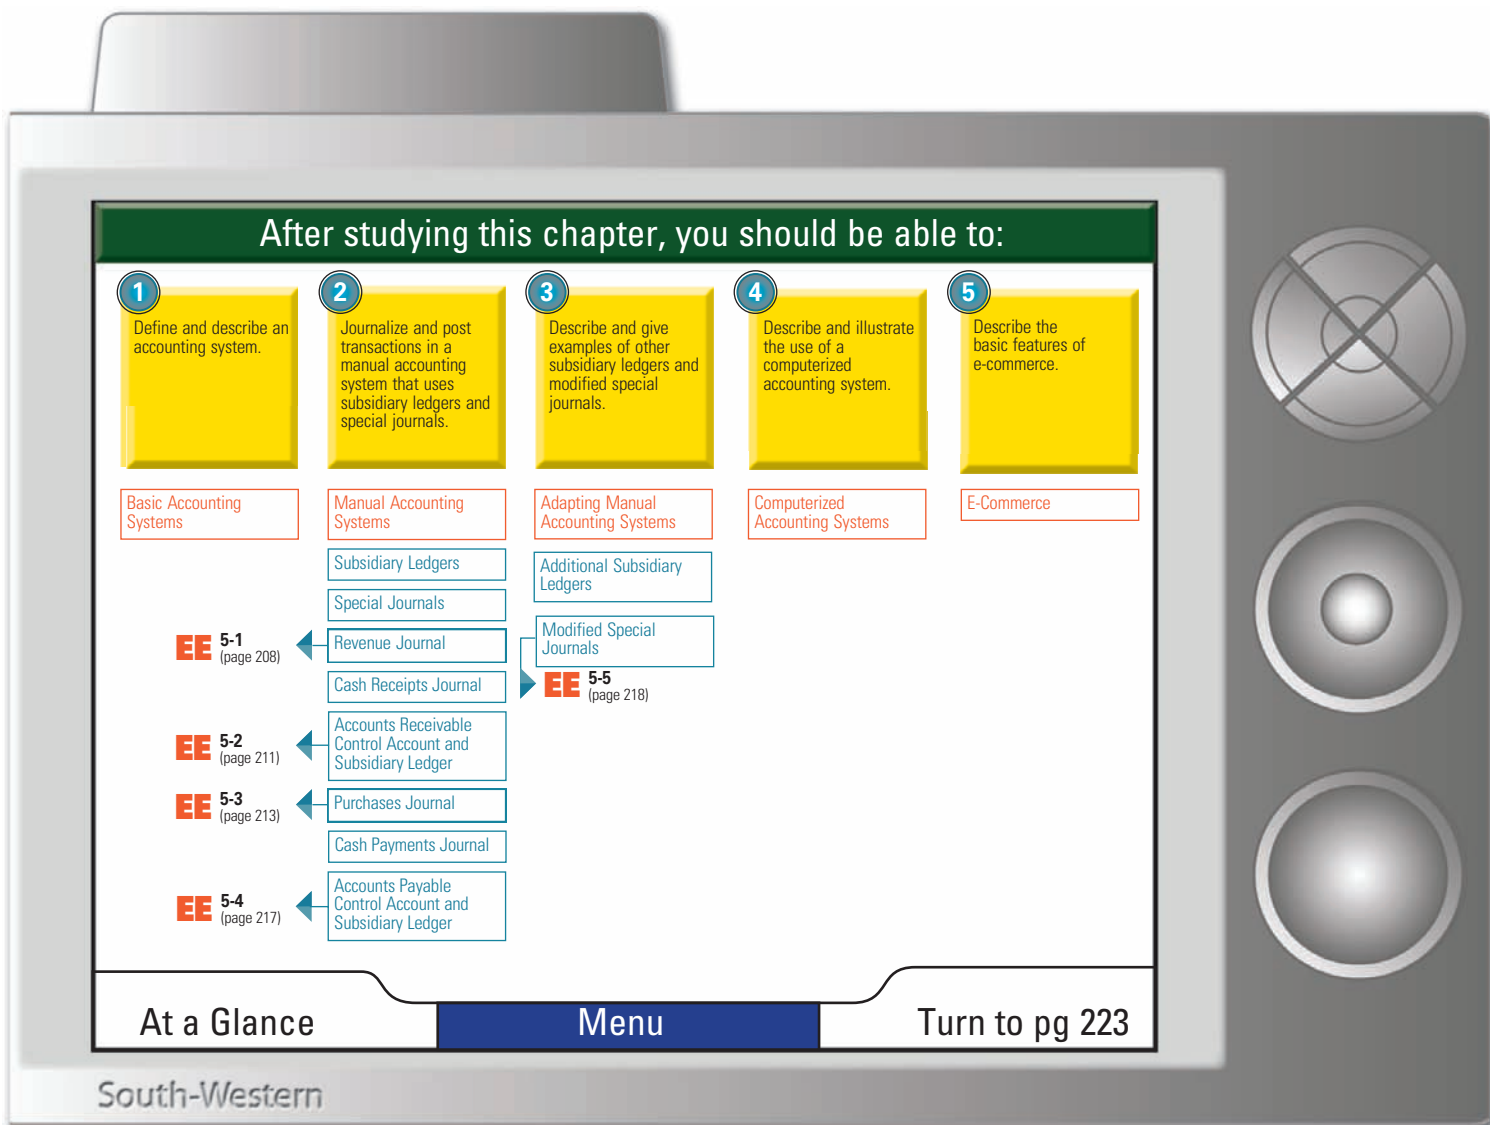 After studying this chapter, you should be able to:
1
Define and describe an
accounting system.
2
Journalize and post
transactions in a
manual accounting
system that uses
subsidiary ledgers and
special journals.
3
Describe and give
examples of other
subsidiary ledgers and
modified special
journals.
4
Describe and illustrate
the use of a
computerized
accounting system.
5
Describe the
basic features of
e-commerce.
Basic Accounting
Systems
EE 5-1
(page 208)
EE 5-2
(page 211)
EE 5-3
(page 213)
EE 5-4
(page 217)
Manual Accounting
Systems
Subsidiary Ledgers
Special Journals
Revenue Journal
Cash Receipts Journal
Accounts Receivable
Control Account and
Subsidiary Ledger
Purchases Journal
Cash Payments Journal
Accounts Payable
Control Account and
Subsidiary Ledger
Adapting Manual
Accounting Systems
Additional Subsidiary
Ledgers
Modified Special
Journals
EE 5-5
(page 218)
Computerized
Accounting Systems
E-Commerce
At a Glance
Menu
Turn to pg 223
South-Western